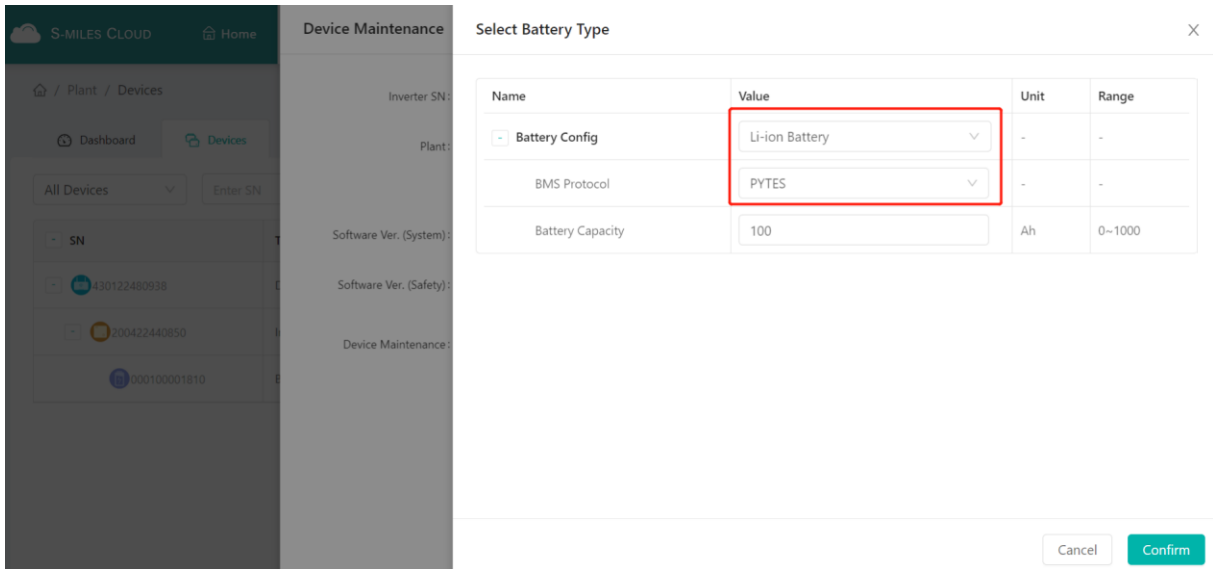 S-MILES CLOUD
Home
Device Maintenance
Select Battery Type
/ Plant / Devices
Dashboard
Devices
All Devices
Enter SN
SN
430122480938
200422440850
000100001810
Inverter SN :
Plant :
Software Ver. (System) :
Software Ver. (Safety) :
Device Maintenance :
Name Value Unit Range
Battery Config Li-ion Battery - -
BMS Protocol PYTES - -
Battery Capacity 100 Ah 0~1000
Cancel Confirm